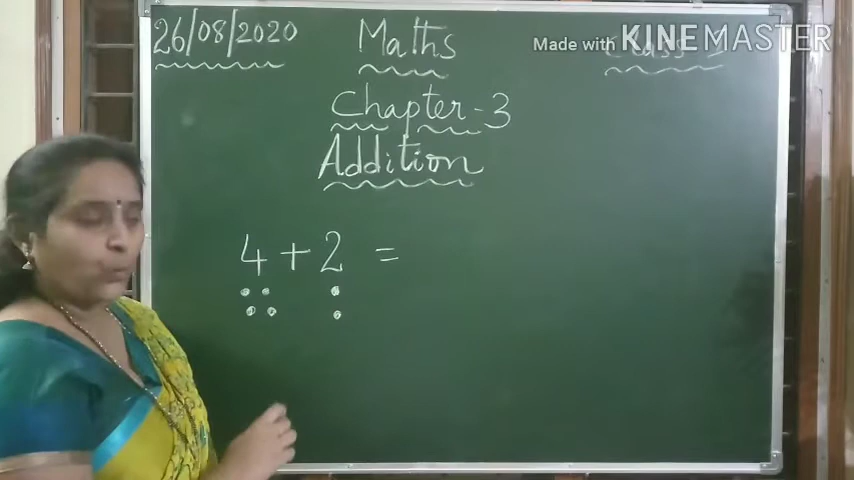 26/08/2020
Maths
Made with KINEMASTER
Chapter-3
Addition
4 + 2 =